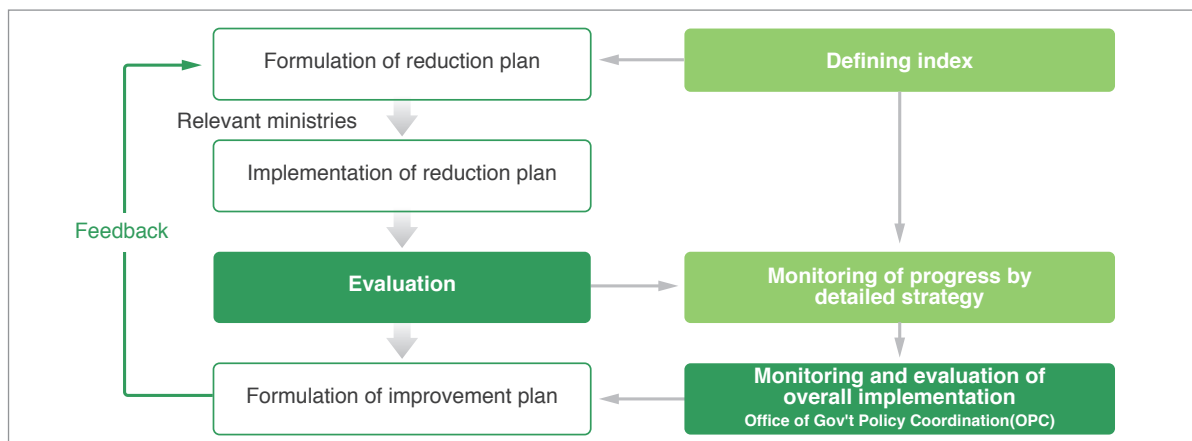 Formulation of reduction plan
Defining index
Relevant ministries
Implementation of reduction plan
Feedback
Evaluation
Monitoring of progress by
detailed strategy
Formulation of improvement plan
Monitoring and evaluation of
overall implementation
Office of Gov't Policy Coordination(OPC)